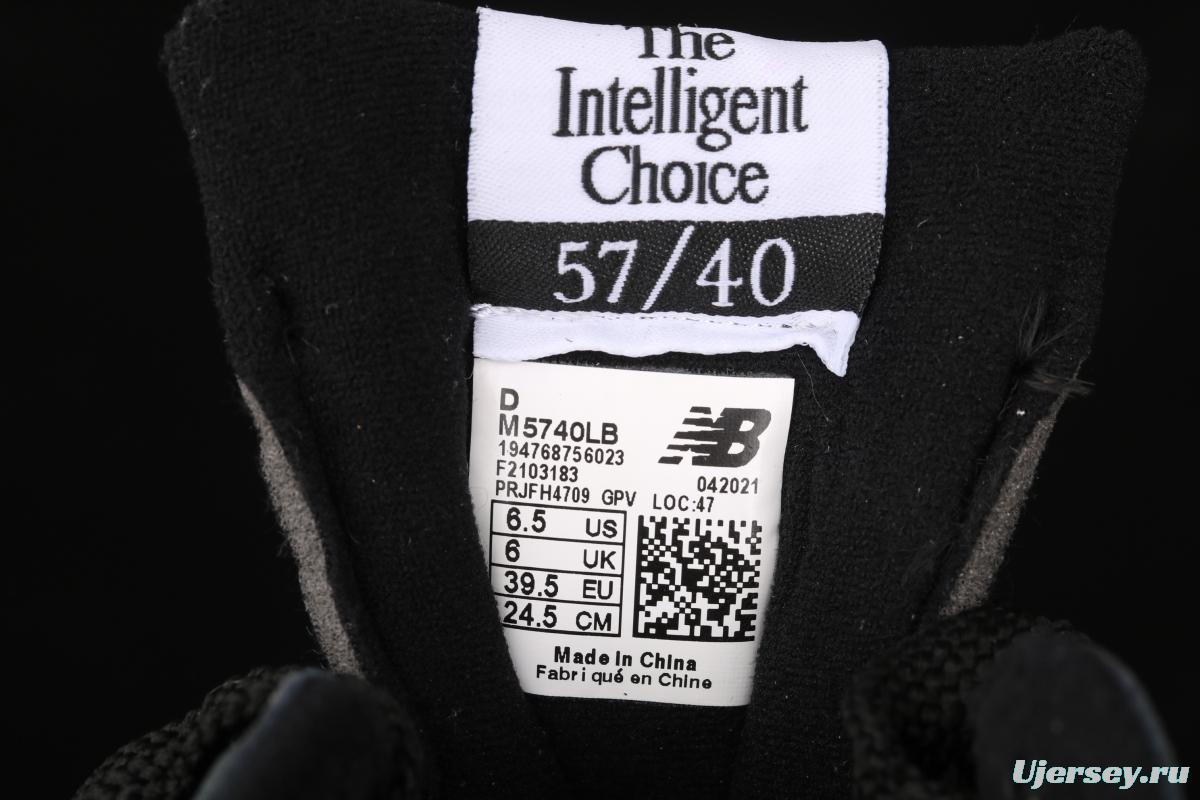 The
Intelligent
Choice
57/40
D
M5740LB
194768756023
F2103183
PRJFH4709 GPV LOC:47
NB
042021
6.5 US
6 UK
39.5 EU
24.5 CM
Made in China
Fabriqué en Chine
Ujersey.ru